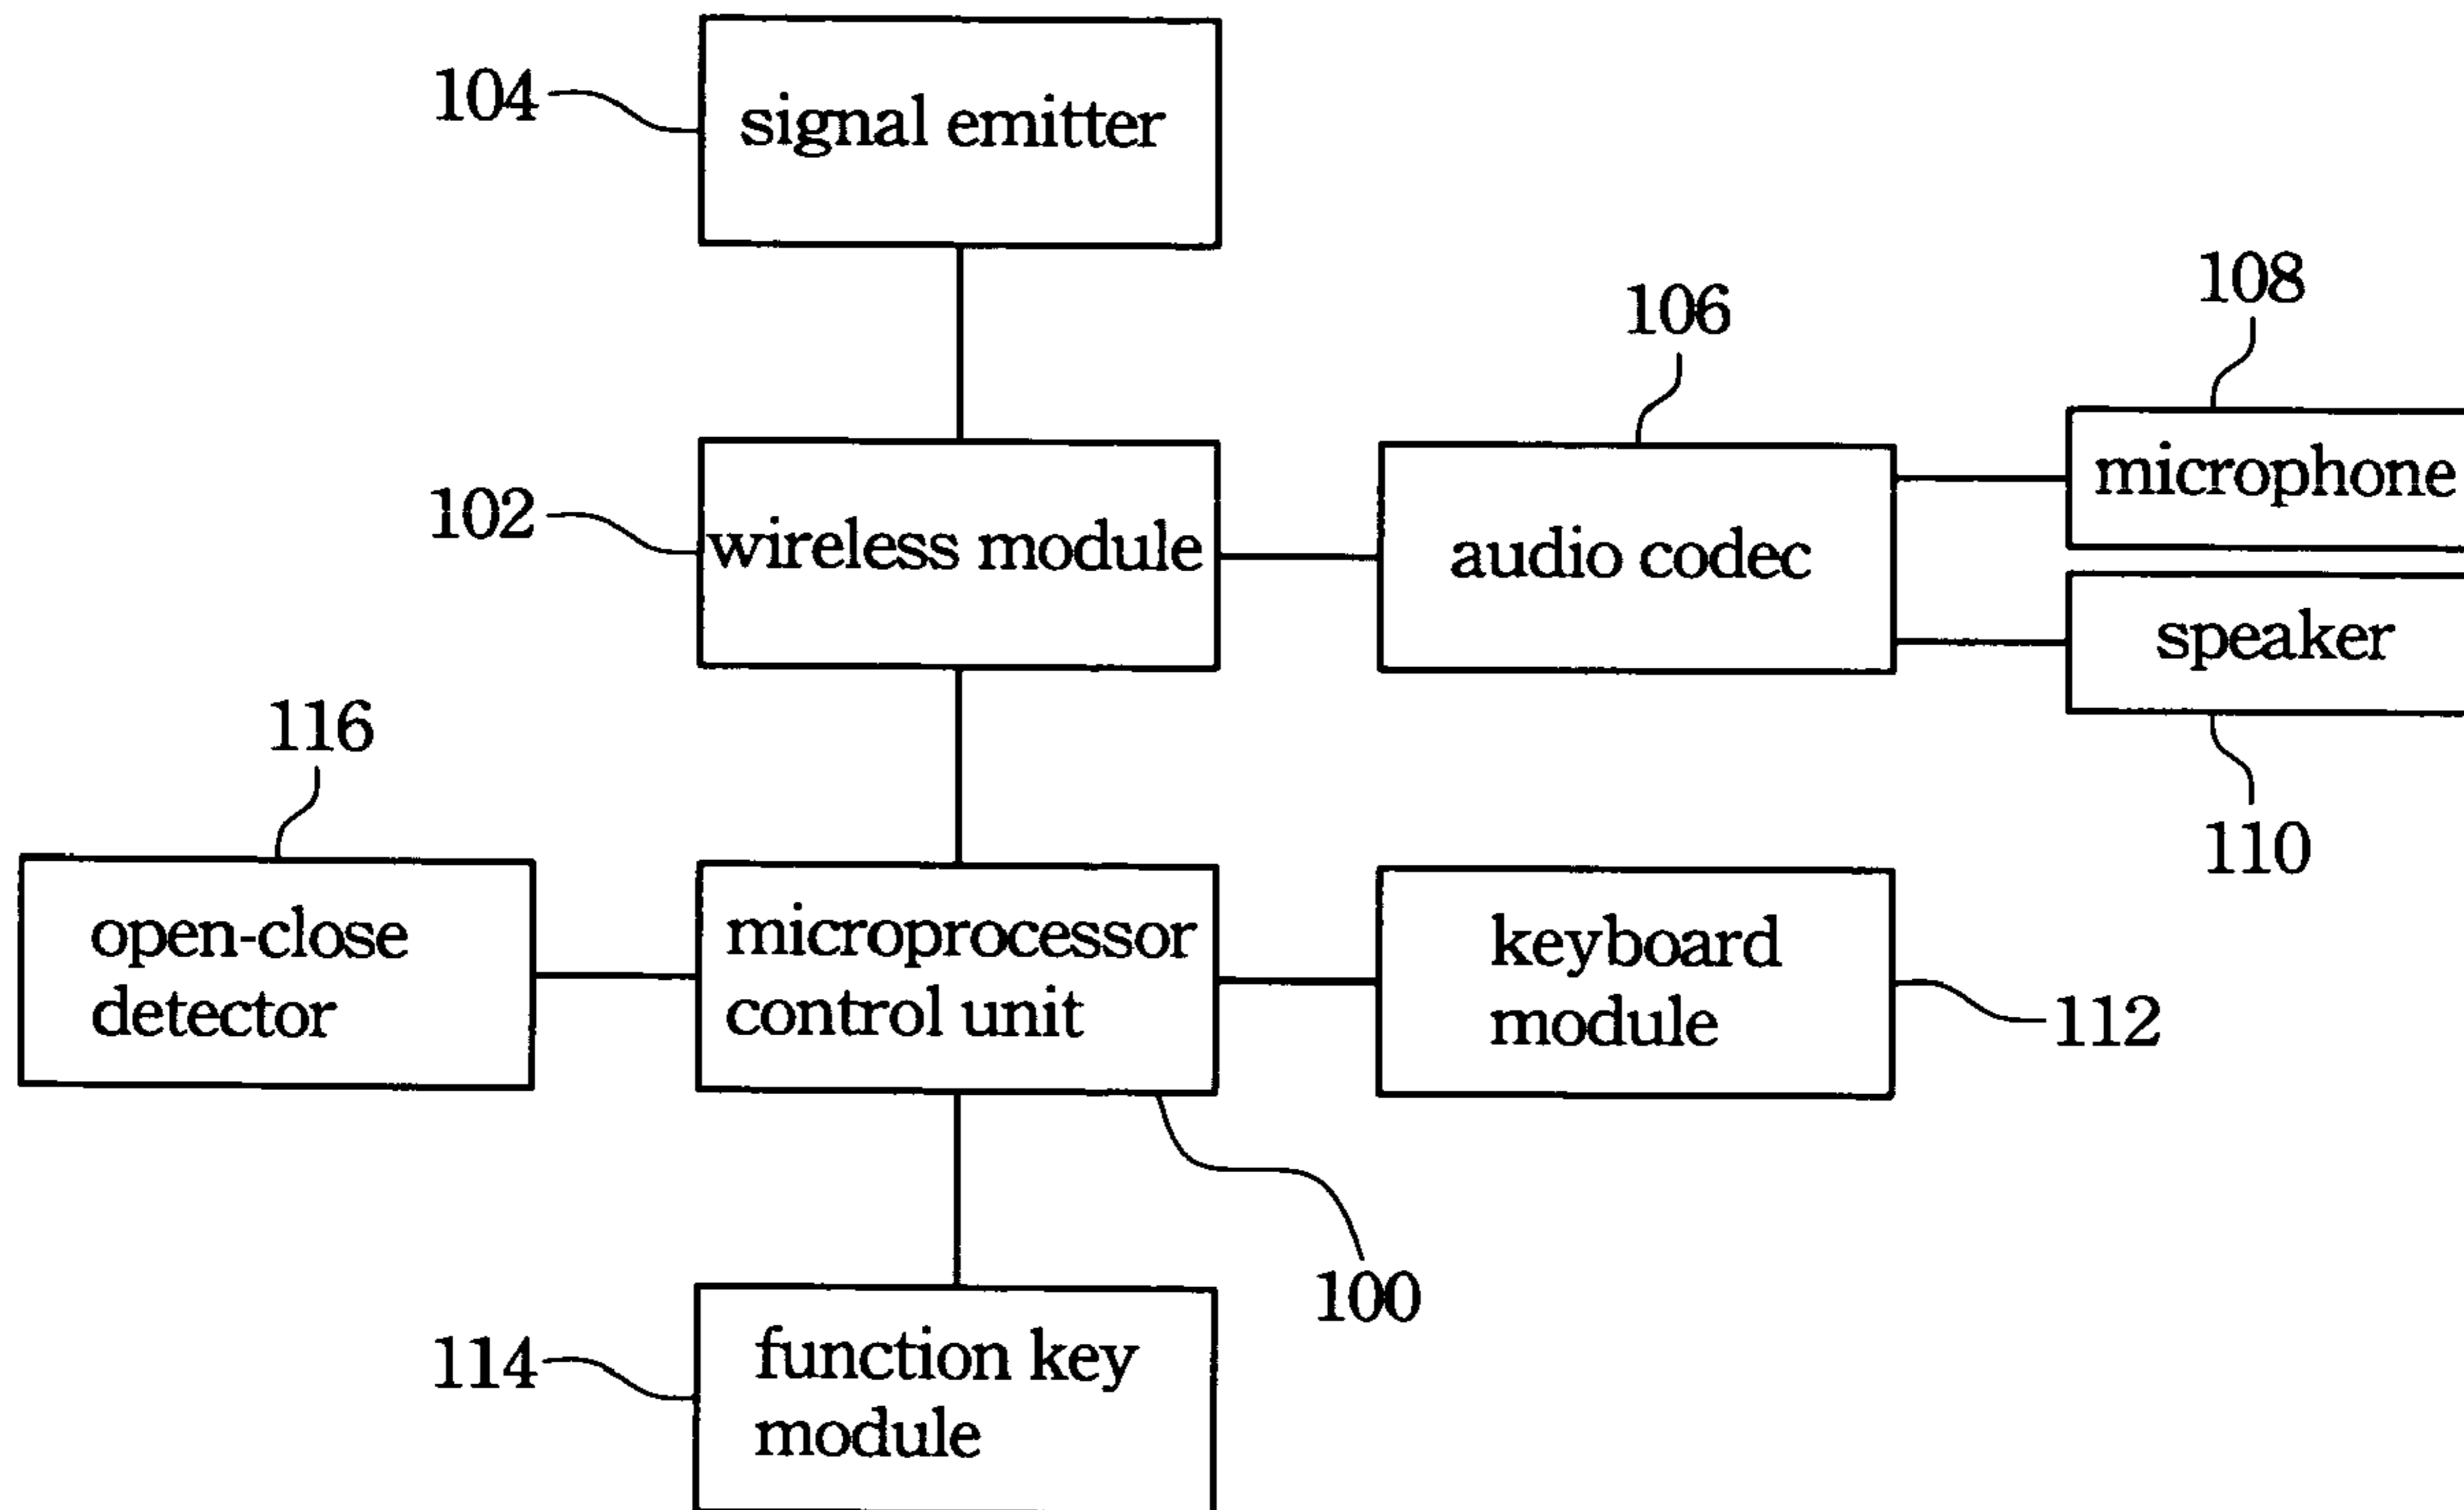 104
signal emitter
106
108
102
wireless module
audio codec
microphone
speaker
110
116
open-close
detector
microprocessor
control unit
keyboard
module
112
100
114
function key
module